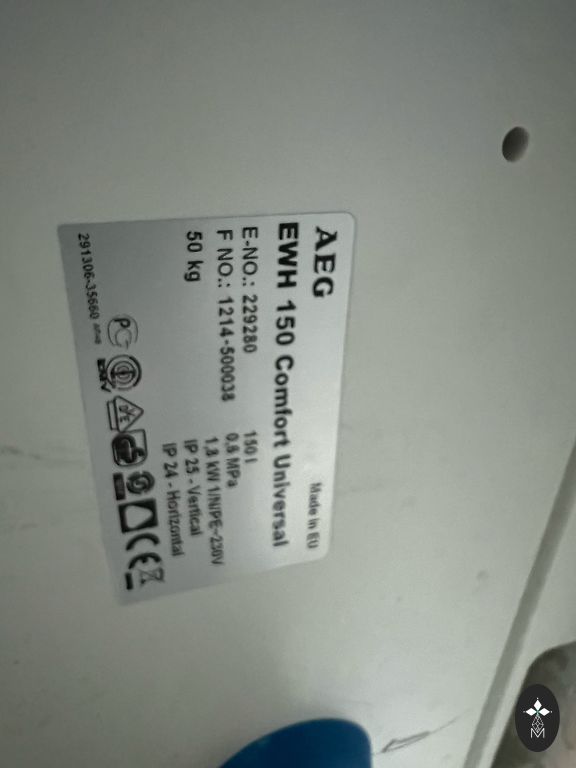 AEG
Made in EU
EWH 150 Comfort Universal
E-NO.: 229280 150 l
F NO.: 1214-500038 0,6 MPa
1,8 kW 1/N/PE~230V
50 kg IP 25 - Vertical
IP 24 - Horizontal
291306-35660
CE
M